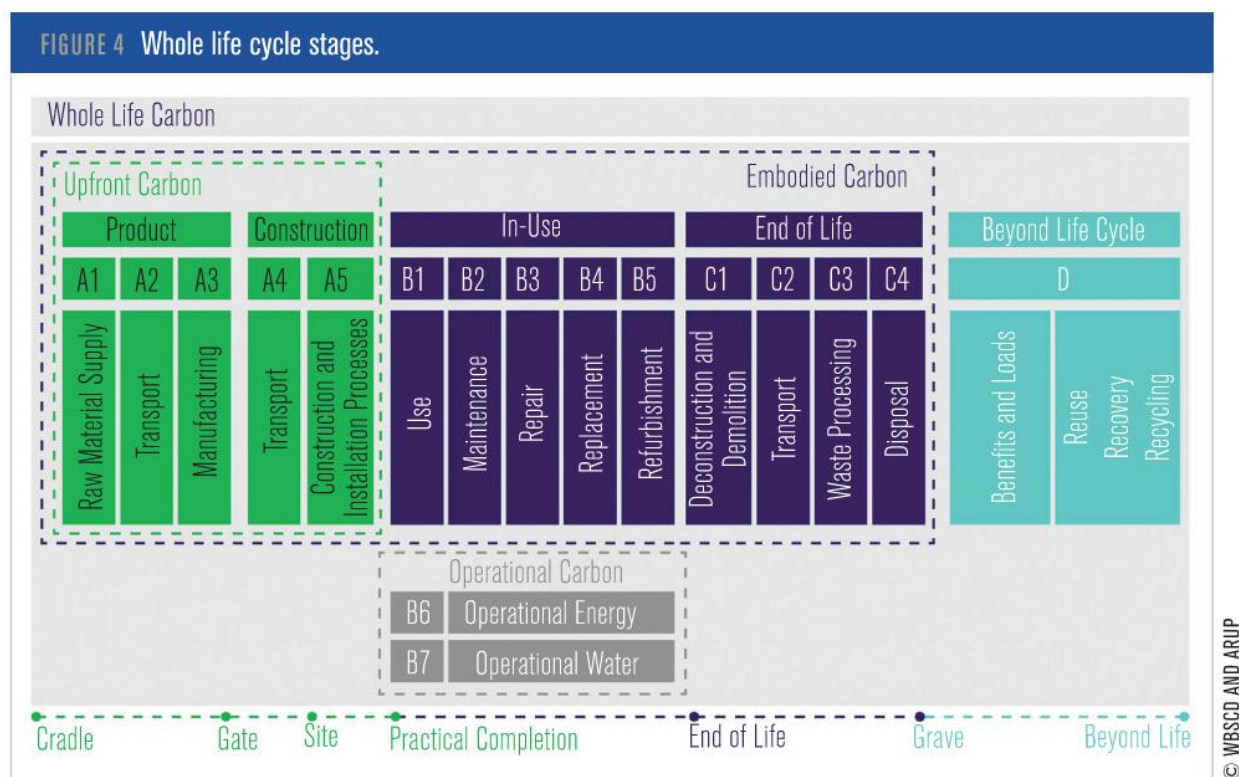 FIGURE 4 Whole life cycle stages.
Whole Life Carbon
Upfront Carbon
Embodied Carbon
Product
Construction
In-Use
End of Life
Beyond Life Cycle
A1
A2
A3
A4
A5
B1
B2
B3
B4
B5
C1
C2
C3
C4
D
Raw Material Supply
Transport
Manufacturing
Transport
Construction and
Installation Processes
Use
Maintenance
Repair
Replacement
Refurbishment
Deconstruction and
Demolition
Transport
Waste Processing
Disposal
Benefits and Loads
Reuse
Recovery
Recycling
Operational Carbon
B6 Operational Energy
B7 Operational Water
Cradle
Gate
Site
Practical Completion
End of Life
Grave
Beyond Life
© WBSCD AND ARUP